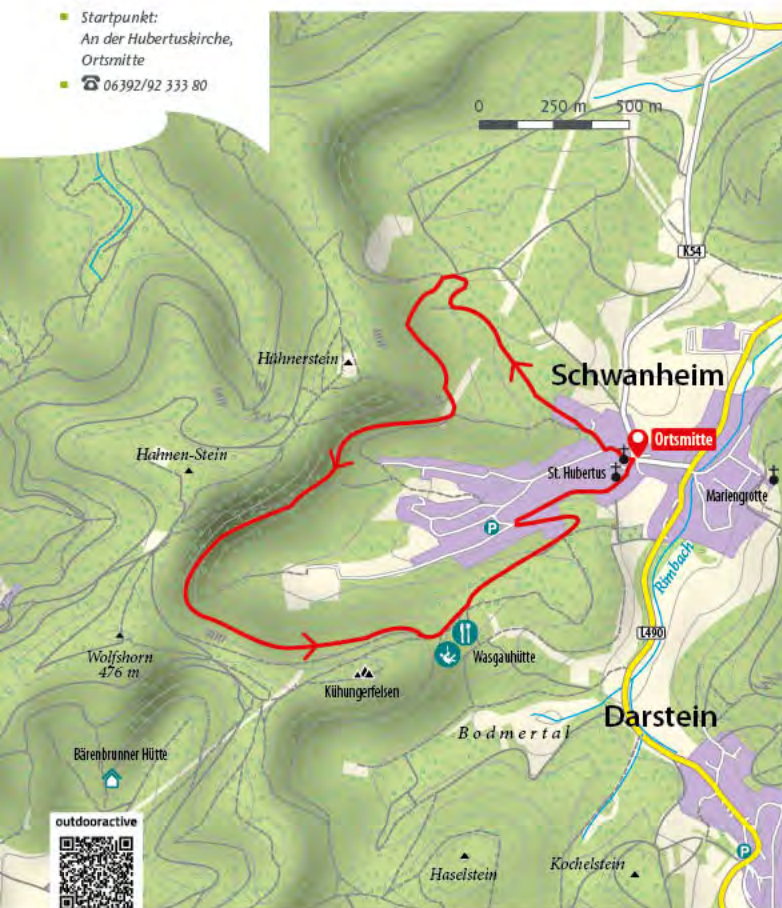 Startpunkt:
An der Hubertuskirche,
Ortsmitte
☎ 06392/92 333 80
0 250 m 500 m
K54
Hühnerstein
Schwanheim
Ortsmitte
Hahnen-Stein
St. Hubertus
Mariengrotte
P
Rimbach
L490
Wolfshorn
476 m
Wasgauhütte
Kühungerfelsen
Darstein
Bodmertal
Bärenbrunner Hütte
outdooractive
P
Haselstein
Kochelstein